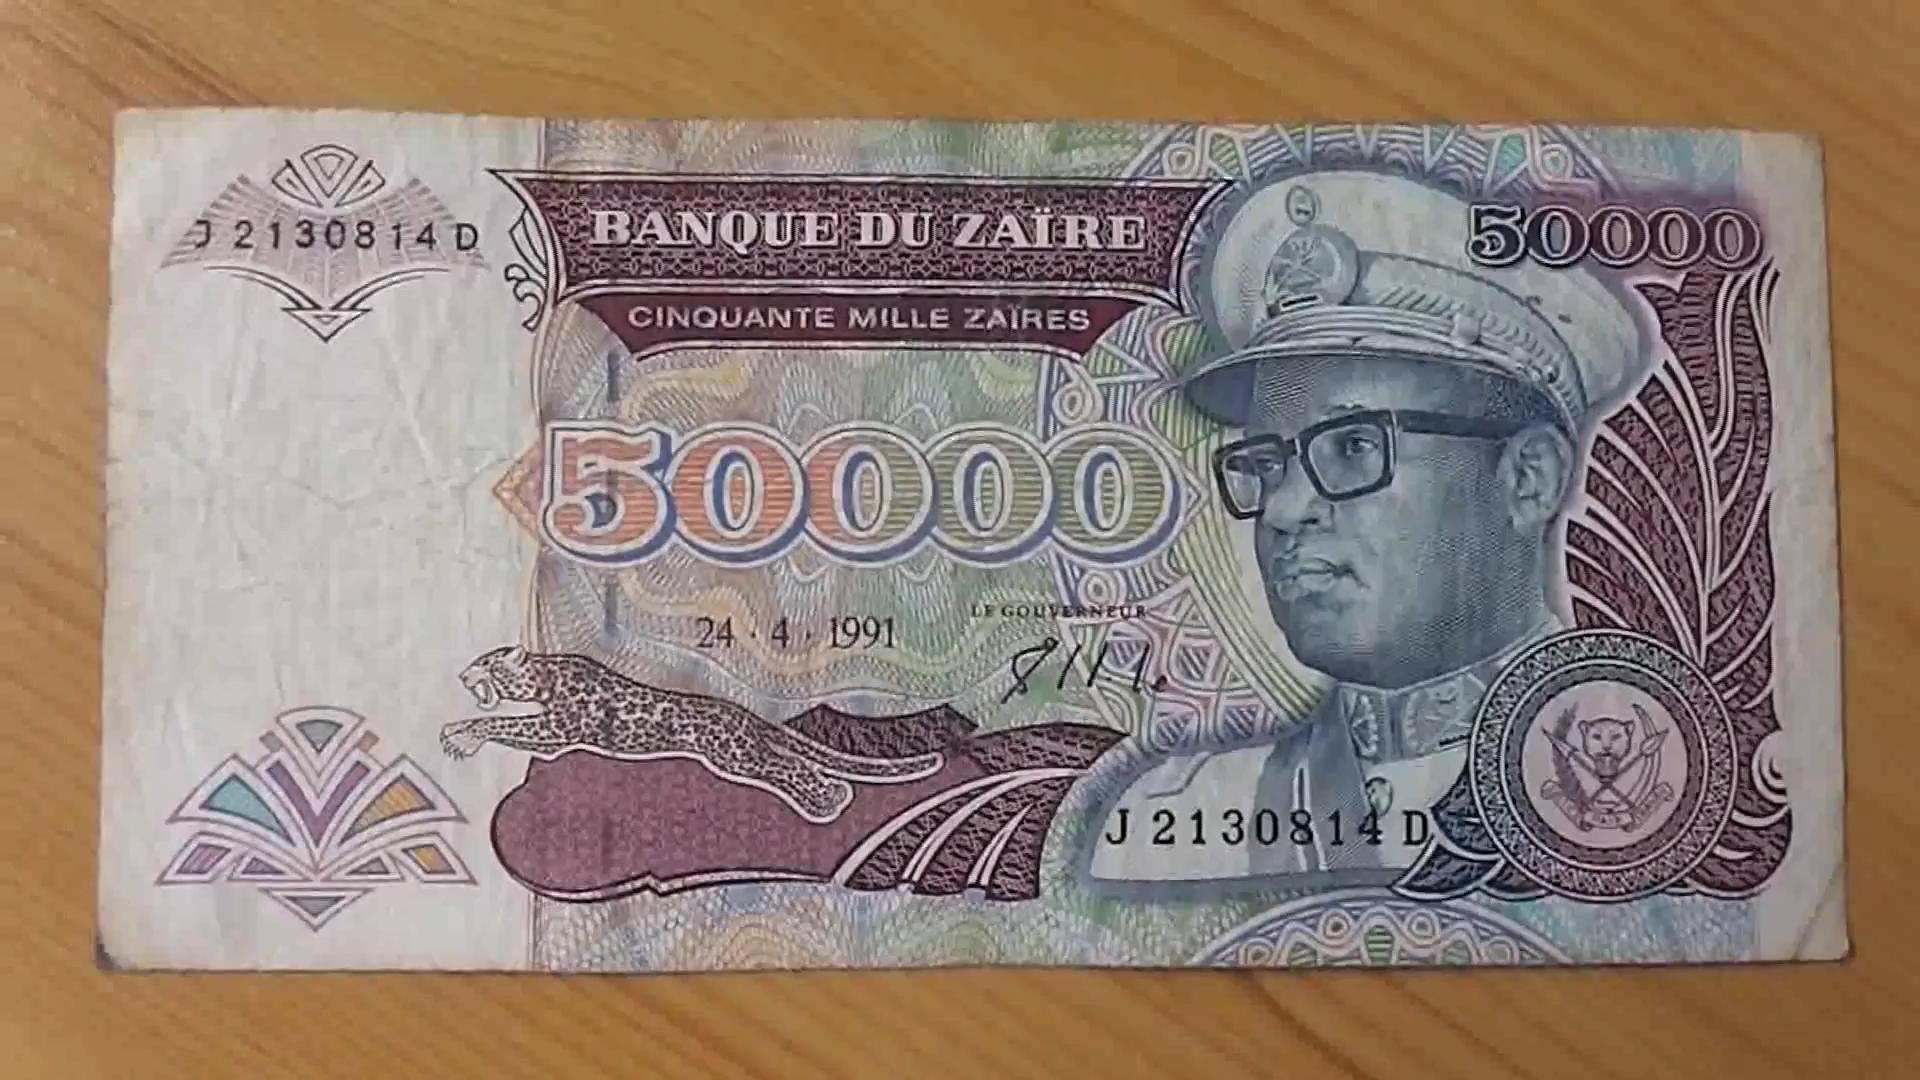 J 2130814 D
BANQUE DU ZAÏRE
50000
CINQUANTE MILLE ZAÏRES
50000
LE GOUVERNEUR
24 · 4 · 1991
J 2130814 D